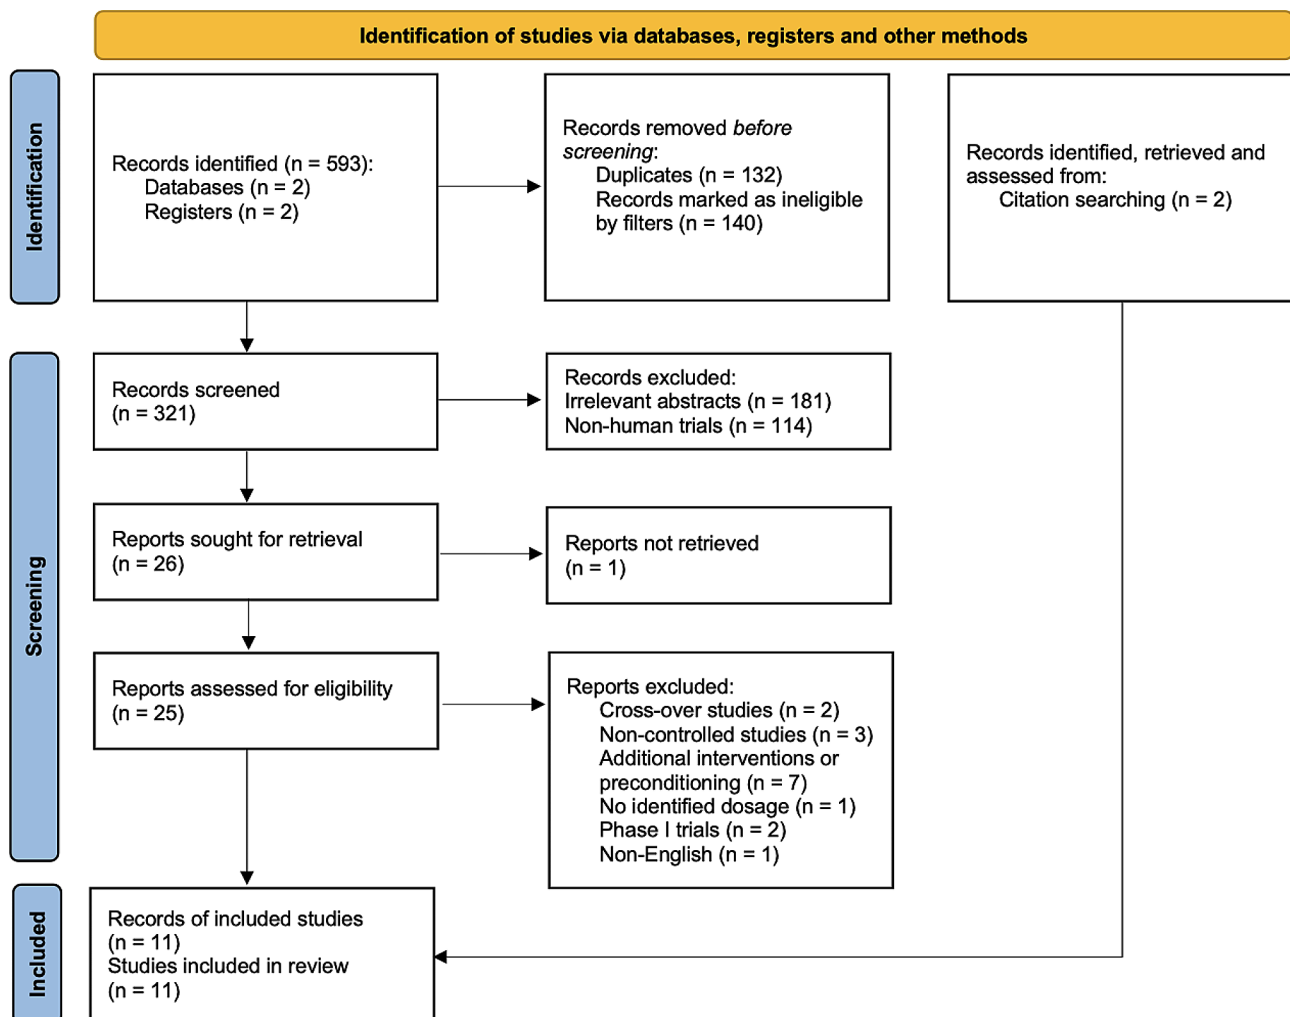 Identification of studies via databases, registers and other methods
Identification
Records identified (n = 593):
Databases (n = 2)
Registers (n = 2)
Records removed before
screening:
Duplicates (n = 132)
Records marked as ineligible
by filters (n = 140)
Records identified, retrieved and
assessed from:
Citation searching (n = 2)
Screening
Records screened
(n = 321)
Records excluded:
Irrelevant abstracts (n = 181)
Non-human trials (n = 114)
Reports sought for retrieval
(n = 26)
Reports not retrieved
(n = 1)
Reports assessed for eligibility
(n = 25)
Reports excluded:
Cross-over studies (n = 2)
Non-controlled studies (n = 3)
Additional interventions or
preconditioning (n = 7)
No identified dosage (n = 1)
Phase I trials (n = 2)
Non-English (n = 1)
Included
Records of included studies
(n = 11)
Studies included in review
(n = 11)